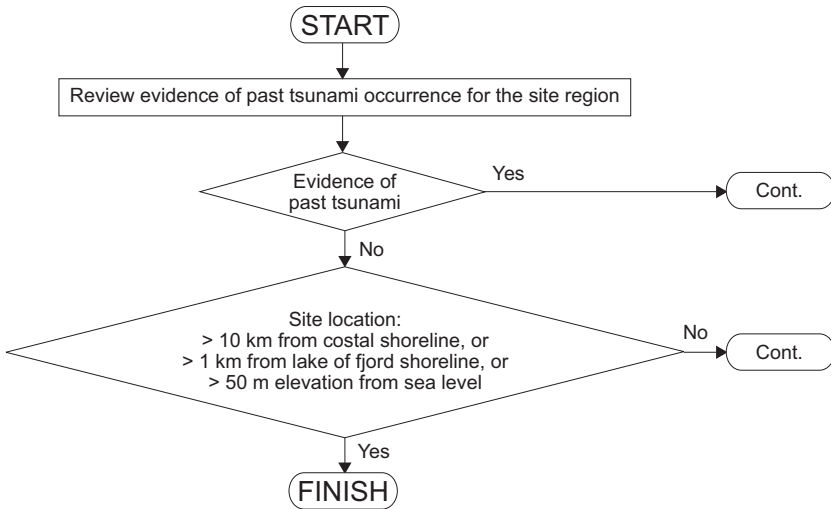 START
Review evidence of past tsunami occurrence for the site region
Evidence of
past tsunami
Yes
Cont.
No
Site location:
> 10 km from costal shoreline, or
> 1 km from lake of fjord shoreline, or
> 50 m elevation from sea level
No
Cont.
Yes
FINISH